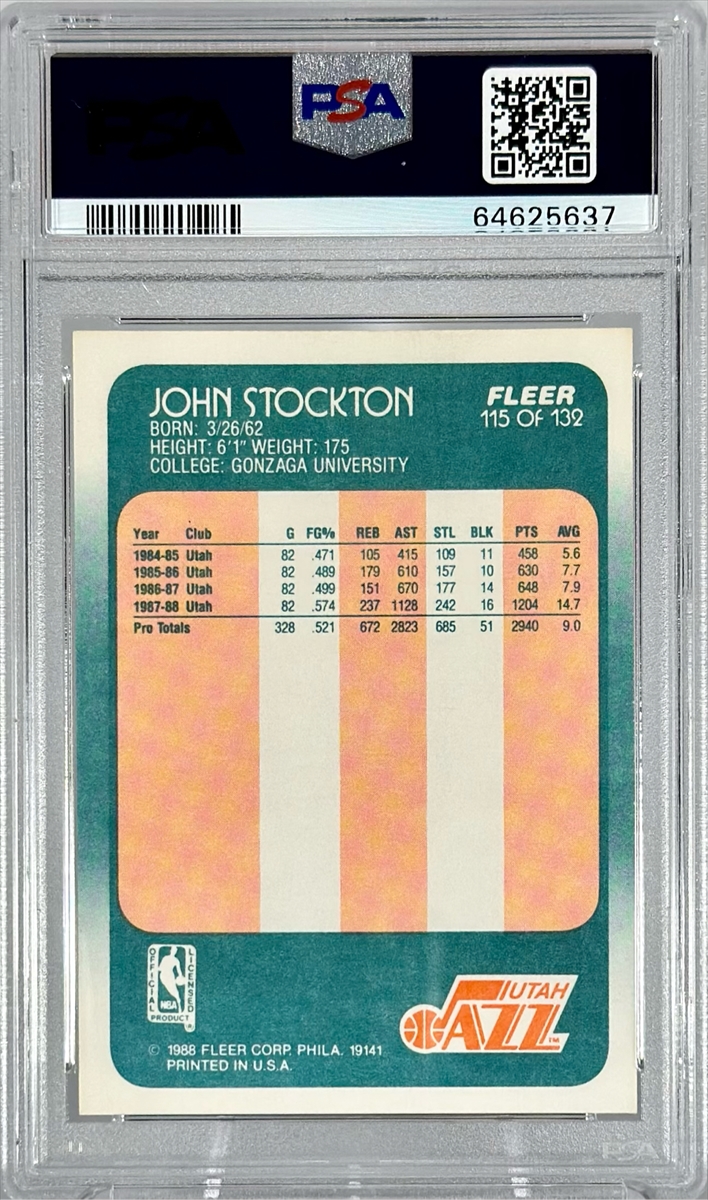 PSA
PSA
64625637
JOHN STOCKTON
FLEER
115 OF 132
BORN: 3/26/62
HEIGHT: 6'1" WEIGHT: 175
COLLEGE: GONZAGA UNIVERSITY
Year Club G FG% REB AST STL BLK PTS AVG
1984-85 Utah 82 .471 105 415 109 11 458 5.6
1985-86 Utah 82 .489 179 610 157 10 630 7.7
1986-87 Utah 82 .499 151 670 177 14 648 7.9
1987-88 Utah 82 .574 237 1128 242 16 1204 14.7
Pro Totals 328 .521 672 2823 685 51 2940 9.0
OFFICIAL LICENSED
NBA
PRODUCT
UTAH
JAZZ
TM
© 1988 FLEER CORP. PHILA. 19141
PRINTED IN U.S.A.
PSA